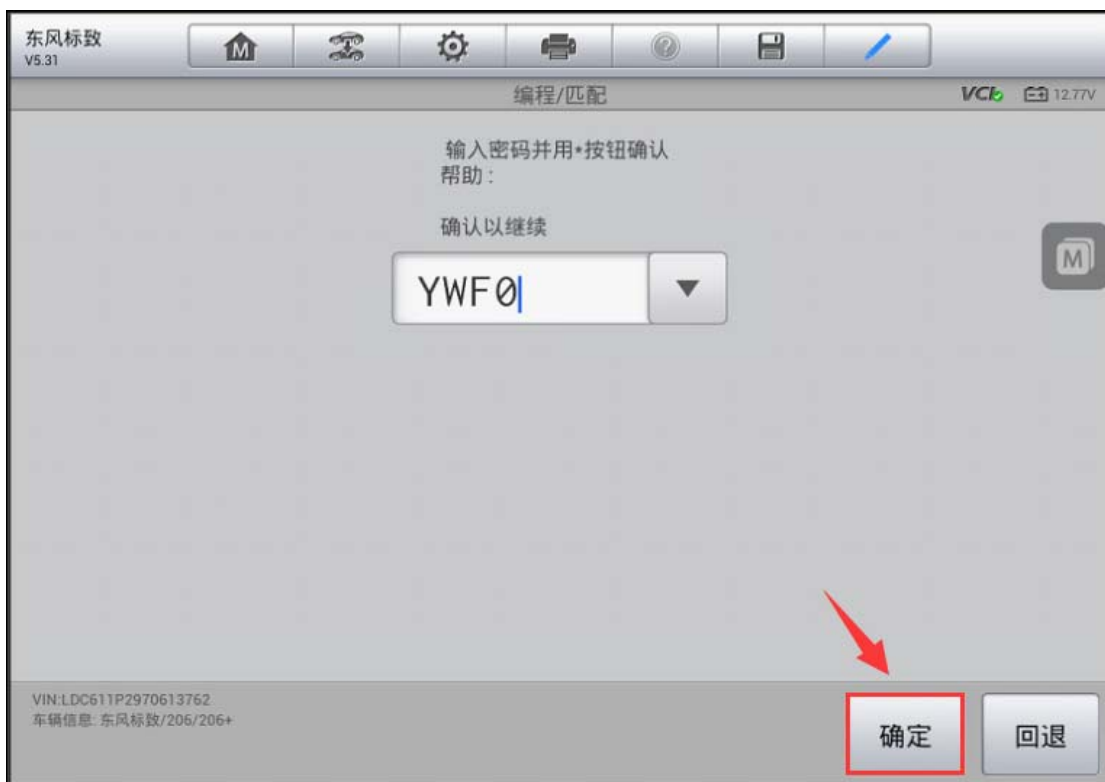 东风标致
V5.31
M
编程/匹配
VCI
12.77V
输入密码并用*按钮确认
帮助：
确认以继续
YWF0
M
VIN:LDC611P2970613762
车辆信息: 东风标致/206/206+
确定
回退